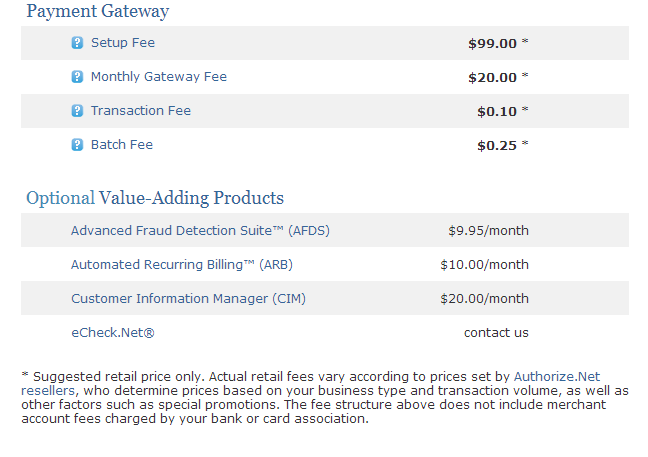 Payment Gateway
? Setup Fee $99.00 *
? Monthly Gateway Fee $20.00 *
? Transaction Fee $0.10 *
? Batch Fee $0.25 *
Optional Value-Adding Products
Advanced Fraud Detection Suite™ (AFDS) $9.95/month
Automated Recurring Billing™ (ARB) $10.00/month
Customer Information Manager (CIM) $20.00/month
eCheck.Net® contact us
* Suggested retail price only. Actual retail fees vary according to prices set by Authorize.Net
resellers, who determine prices based on your business type and transaction volume, as well as
other factors such as special promotions. The fee structure above does not include merchant
account fees charged by your bank or card association.